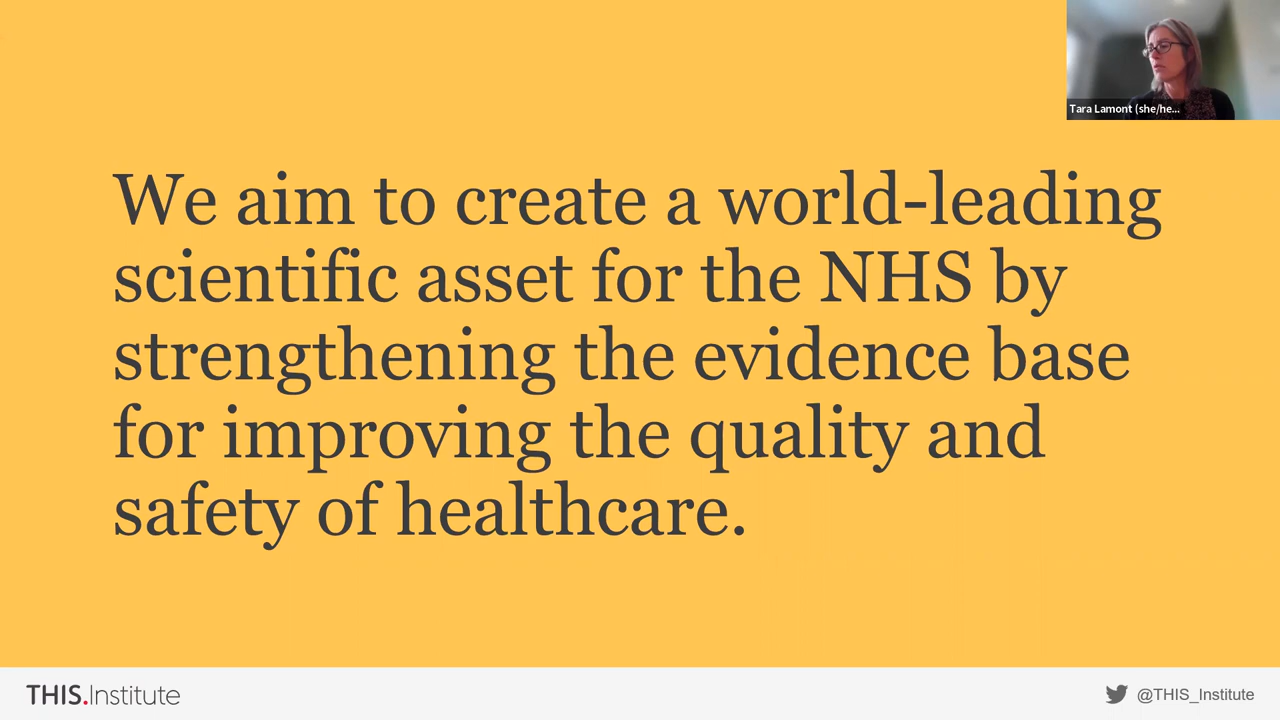 Tara Lamont (she/he...
We aim to create a world-leading
scientific asset for the NHS by
strengthening the evidence base
for improving the quality and
safety of healthcare.
THIS.Institute
@THIS_Institute